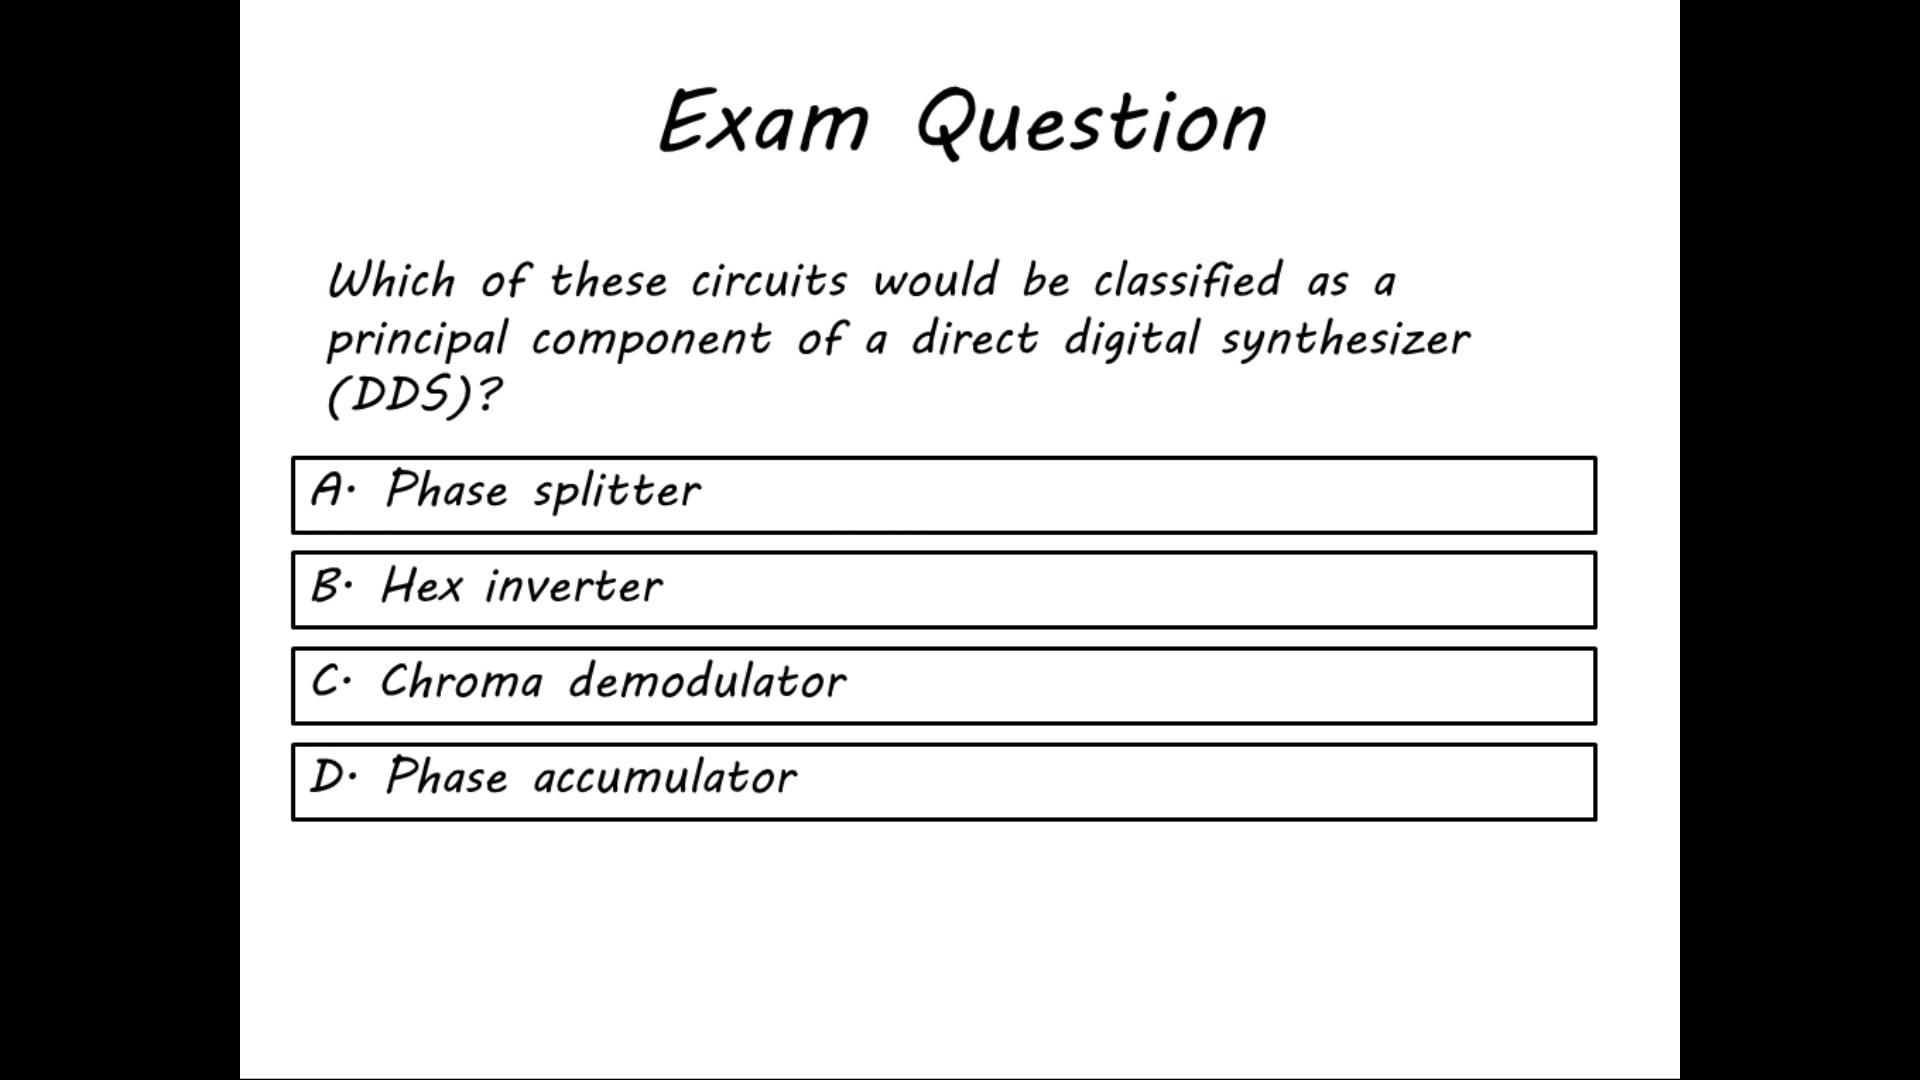 Exam Question
Which of these circuits would be classified as a
principal component of a direct digital synthesizer
(DDS)?
A. Phase splitter
B. Hex inverter
C. Chroma demodulator
D. Phase accumulator